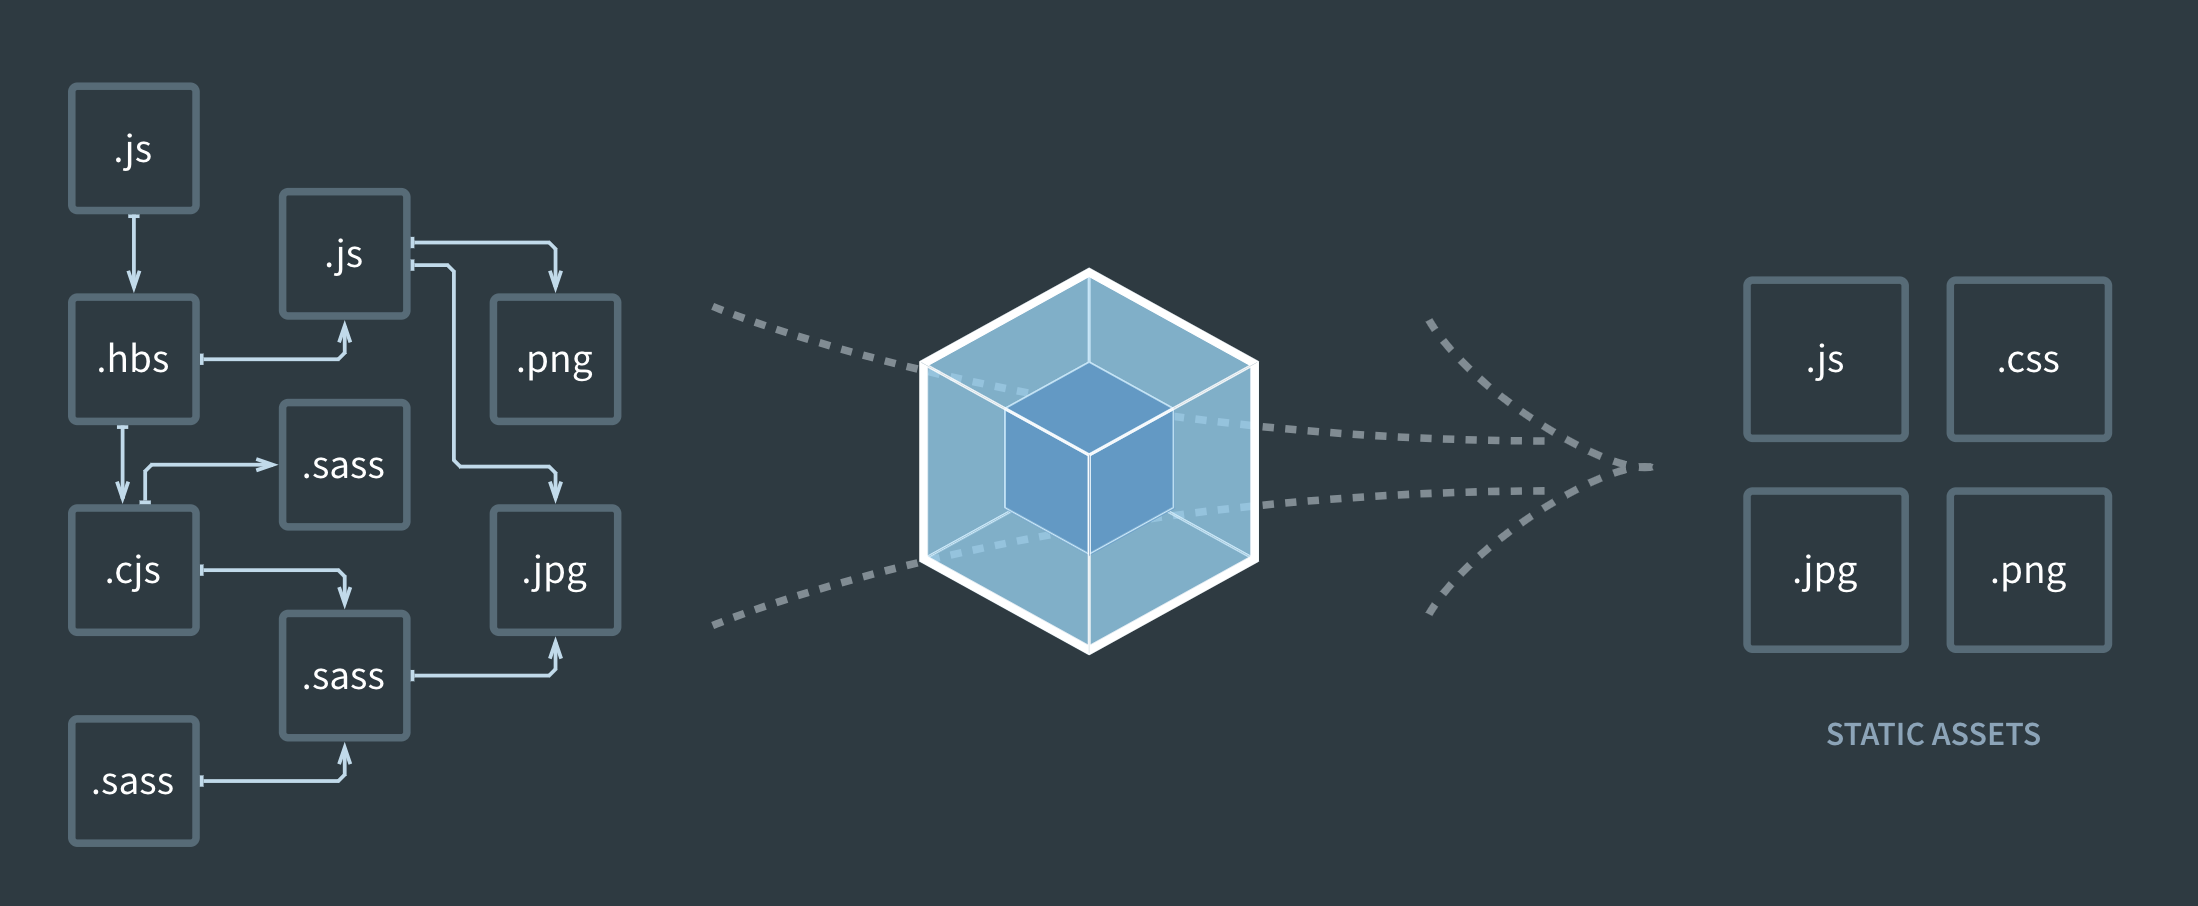 .js
.js
.hbs
.png
.sass
.cjs
.jpg
.sass
.sass
.js
.css
.jpg
.png
STATIC ASSETS